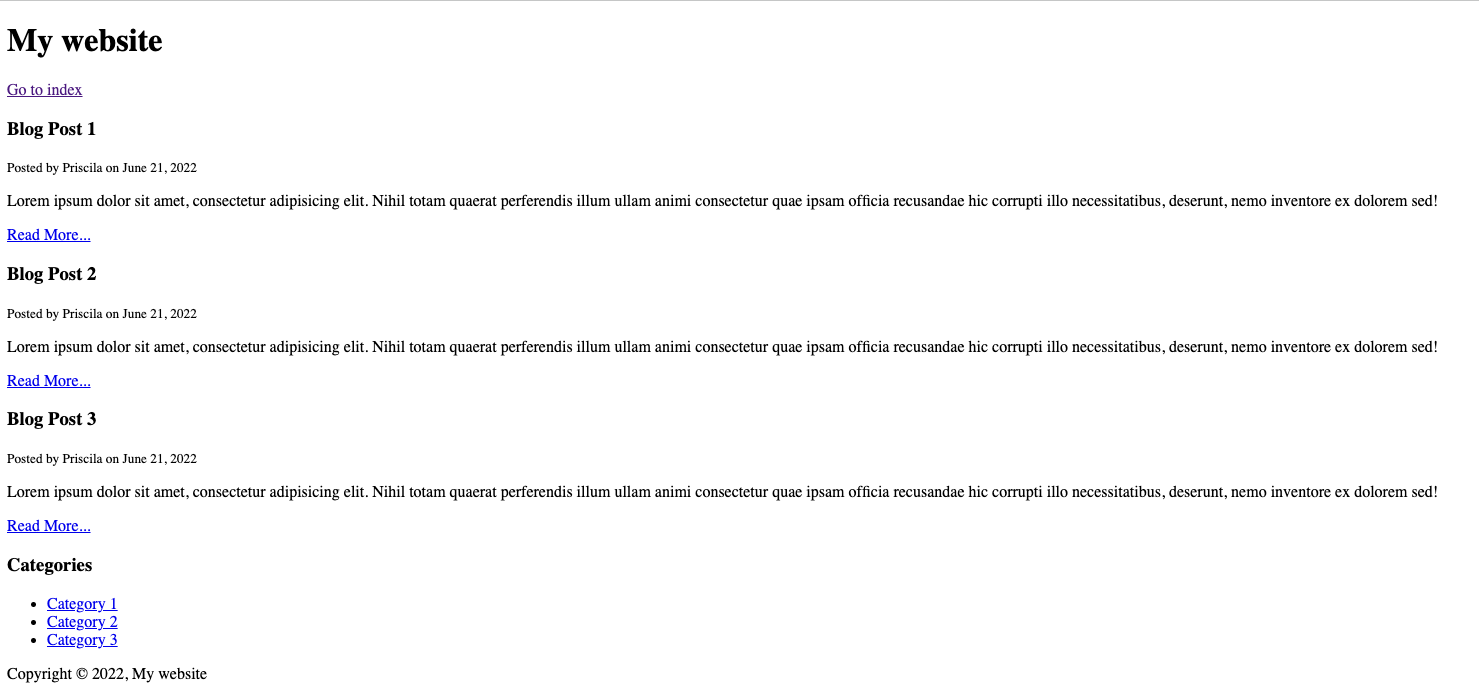 My website
Go to index
Blog Post 1
Posted by Priscila on June 21, 2022
Lorem ipsum dolor sit amet, consectetur adipisicing elit. Nihil totam quaerat perferendis illum ullam animi consectetur quae ipsam officia recusandae hic corrupti illo necessitatibus, deserunt, nemo inventore ex dolorem sed!
Read More...
Blog Post 2
Posted by Priscila on June 21, 2022
Lorem ipsum dolor sit amet, consectetur adipisicing elit. Nihil totam quaerat perferendis illum ullam animi consectetur quae ipsam officia recusandae hic corrupti illo necessitatibus, deserunt, nemo inventore ex dolorem sed!
Read More...
Blog Post 3
Posted by Priscila on June 21, 2022
Lorem ipsum dolor sit amet, consectetur adipisicing elit. Nihil totam quaerat perferendis illum ullam animi consectetur quae ipsam officia recusandae hic corrupti illo necessitatibus, deserunt, nemo inventore ex dolorem sed!
Read More...
Categories
• Category 1
• Category 2
• Category 3
Copyright © 2022, My website